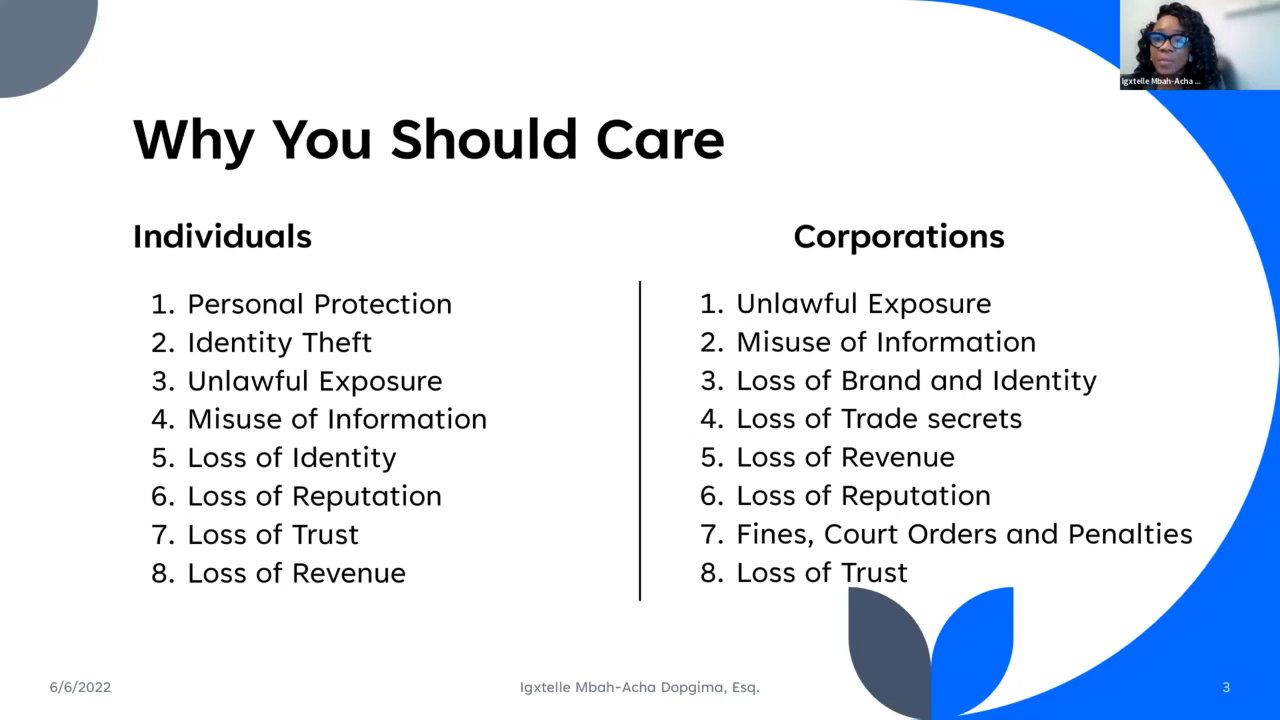 Igxtelle Mbah-Acha ...
Why You Should Care
Individuals
1. Personal Protection
2. Identity Theft
3. Unlawful Exposure
4. Misuse of Information
5. Loss of Identity
6. Loss of Reputation
7. Loss of Trust
8. Loss of Revenue
Corporations
1. Unlawful Exposure
2. Misuse of Information
3. Loss of Brand and Identity
4. Loss of Trade secrets
5. Loss of Revenue
6. Loss of Reputation
7. Fines, Court Orders and Penalties
8. Loss of Trust
6/6/2022
Igxtelle Mbah-Acha Dopgima, Esq.
3